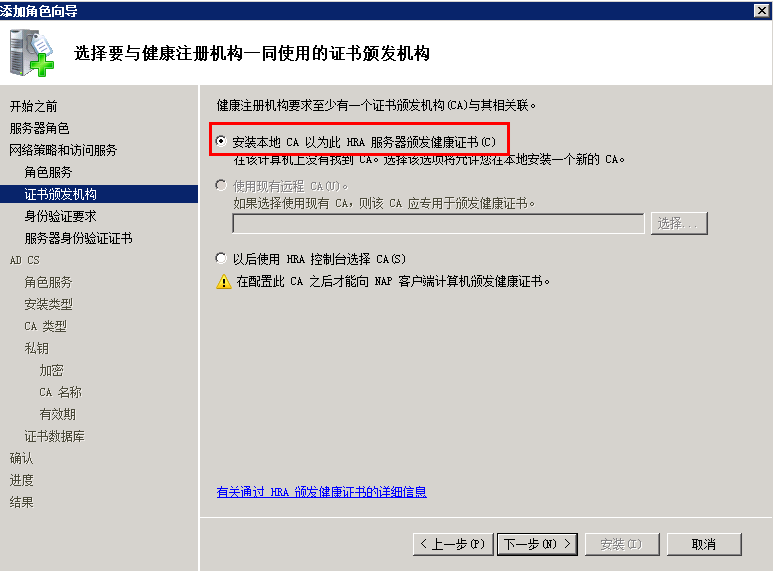 添加角色向导
选择要与健康注册机构一同使用的证书颁发机构
开始之前
服务器角色
网络策略和访问服务
角色服务
证书颁发机构
身份验证要求
服务器身份验证证书
AD CS
角色服务
安装类型
CA 类型
私钥
加密
CA 名称
有效期
证书数据库
确认
进度
结果
健康注册机构要求至少有一个证书颁发机构(CA)与其相关联。
安装本地 CA 以为此 HRA 服务器颁发健康证书(C)
在该计算机上没有找到 CA。选择该选项将允许您在本地安装一个新的 CA。
使用现有远程 CA(U)。
如果选择使用现有 CA，则该 CA 应专用于颁发健康证书。
选择...
以后使用 HRA 控制台选择 CA(S)
在配置此 CA 之后才能向 NAP 客户端计算机颁发健康证书。
有关通过 HRA 颁发健康证书的详细信息
< 上一步(P)
下一步(N) >
安装(I)
取消